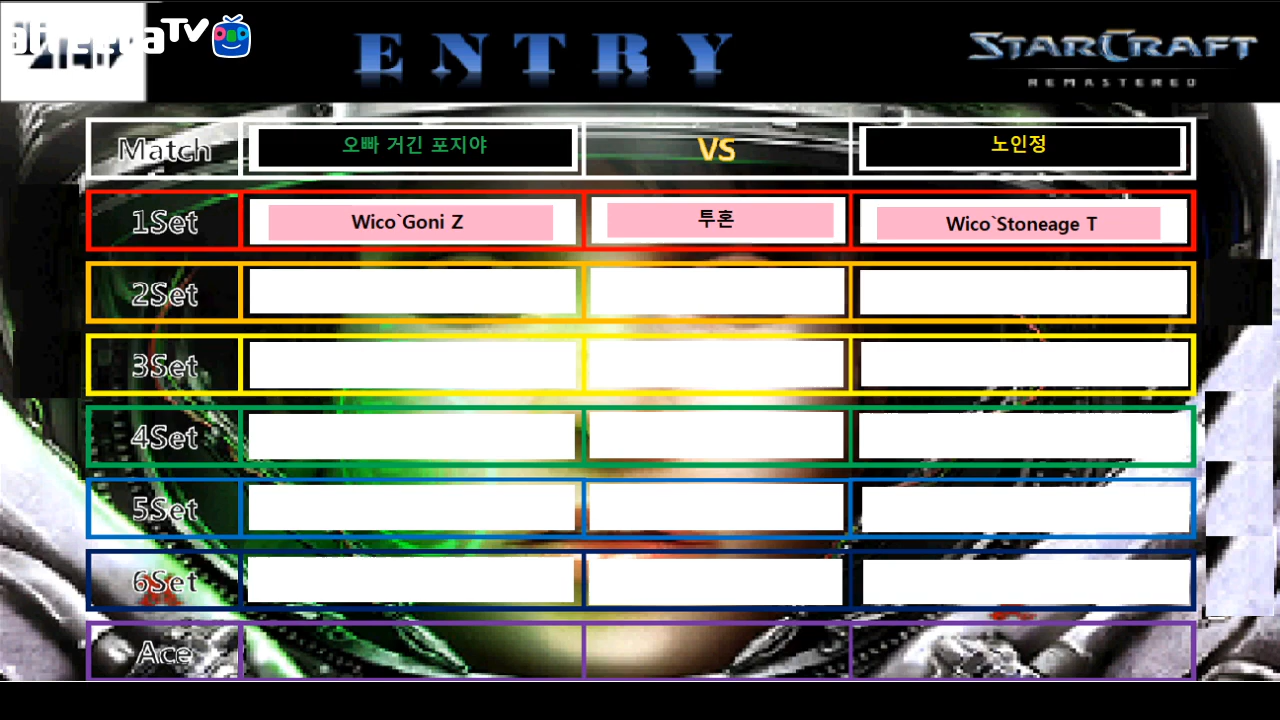 TV
ENTRY
STARCRAFT
REMASTERED
Match 오빠 거긴 포지야 VS 노인정
1Set Wico`Goni Z 투혼 Wico`Stoneage T
2Set
3Set
4Set
5Set
6Set
Ace